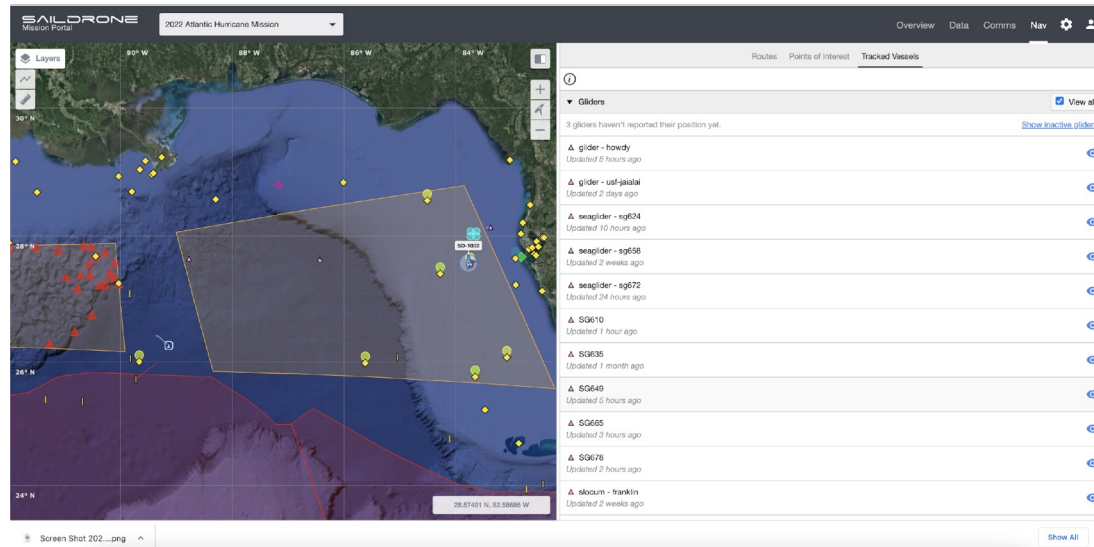 SAILDRONE
Mission Portal
2022 Atlantic Hurricane Mission
Overview Data Comms Nav
Layers
90° W 88° W 86° W 84° W
30° N
28° N
26° N
24° N
SD-1032
28.57491 N, 82.58686 W
Routes Points of Interest Tracked Vessels
Gliders
View al
3 gliders haven't reported their position yet.
Show inactive glider
glider - howdy
Updated 5 hours ago
glider - usf-jaialai
Updated 2 days ago
seaglider - sg624
Updated 10 hours ago
seaglider - sg658
Updated 2 weeks ago
seaglider - sg672
Updated 24 hours ago
SG610
Updated 1 hour ago
SG635
Updated 1 month ago
SG649
Updated 5 hours ago
SG665
Updated 3 hours ago
SG678
Updated 2 hours ago
slocum - franklin
Updated 2 weeks ago
Screen Shot 202....png
Show All